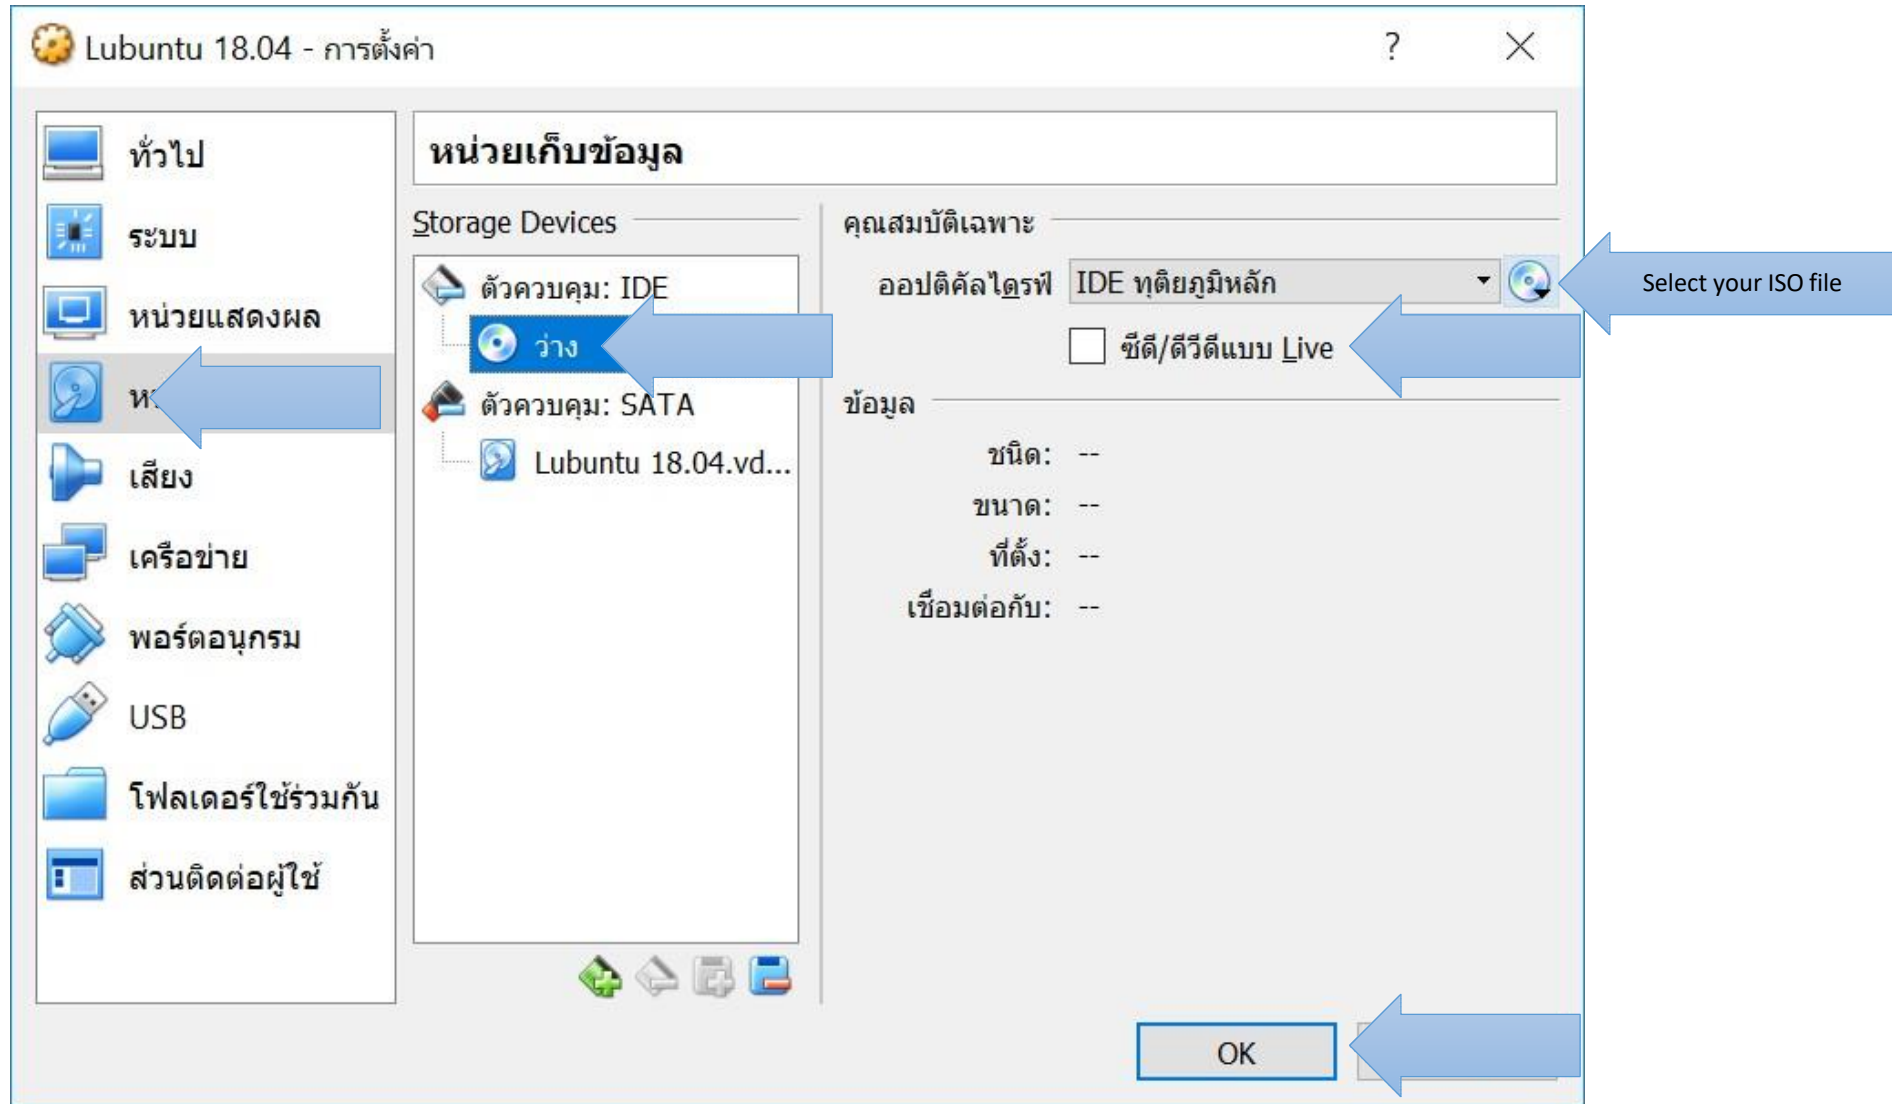 Lubuntu 18.04 - การตั้งค่า
ทั่วไป
ระบบ
หน่วยแสดงผล
เสียง
เครือข่าย
พอร์ตอนุกรม
USB
โฟลเดอร์ใช้ร่วมกัน
ส่วนติดต่อผู้ใช้
หน่วยเก็บข้อมูล
Storage Devices
ตัวควบคุม: IDE
ว่าง
ตัวควบคุม: SATA
Lubuntu 18.04.vd...
คุณสมบัติเฉพาะ
ออปติคัลไดรฟ์ IDE ทุติยภูมิหลัก
ซีดี/ดีวีดีแบบ Live
ข้อมูล
ชนิด: --
ขนาด: --
ที่ตั้ง: --
เชื่อมต่อกับ: --
Select your ISO file
OK